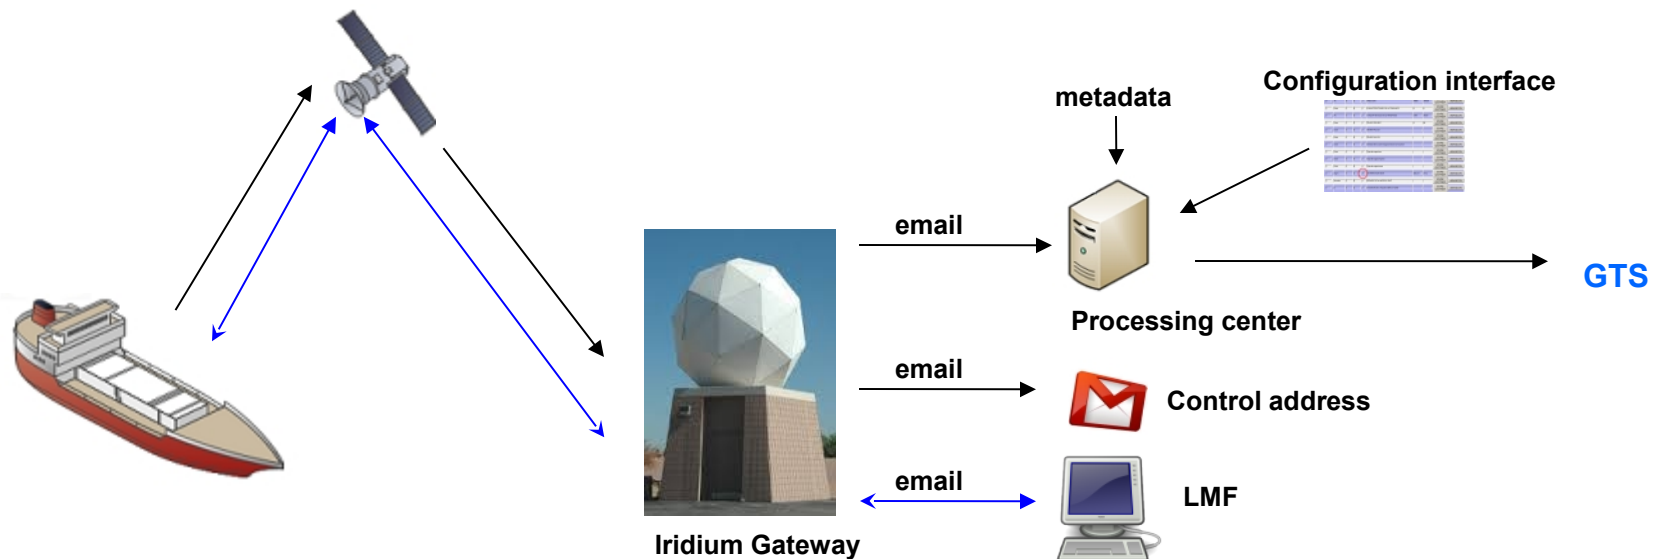 Configuration interface
metadata
email
GTS
Processing center
email
Control address
email
LMF
Iridium Gateway